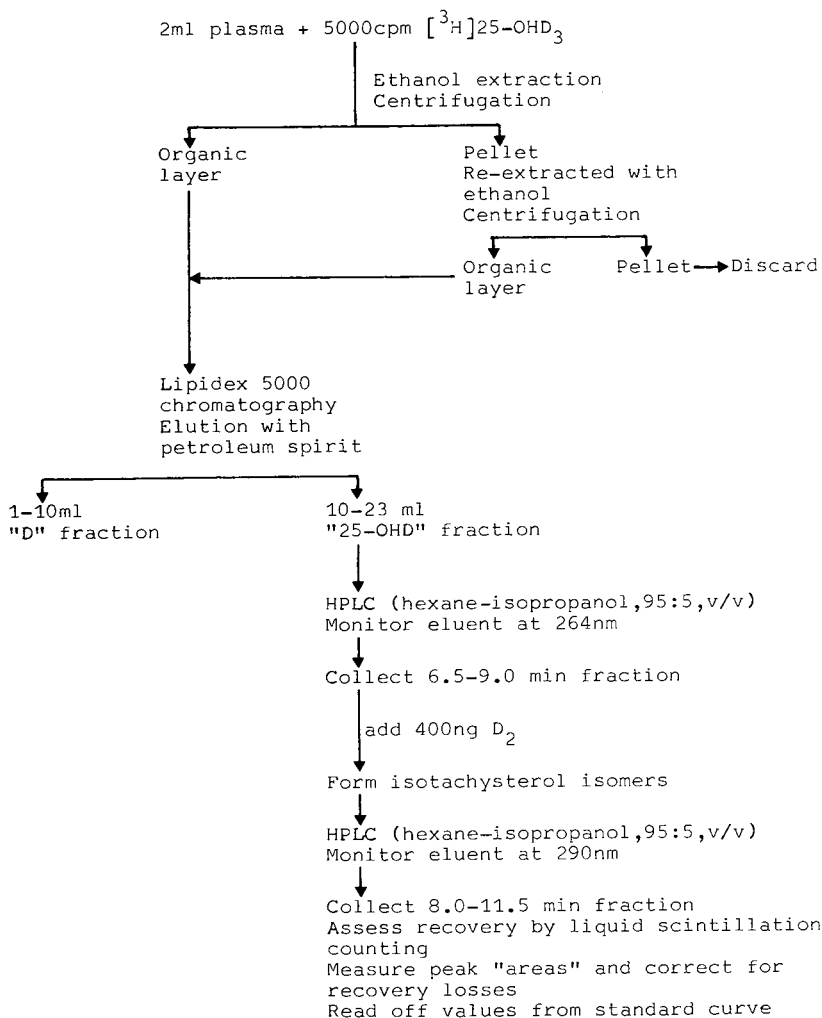 2ml plasma + 5000cpm [³H]25-OHD₃
Ethanol extraction
Centrifugation
Organic
layer
Pellet
Re-extracted with
ethanol
Centrifugation
Organic
layer
Pellet
Discard
Lipidex 5000
chromatography
Elution with
petroleum spirit
1-10ml
"D" fraction
10-23 ml
"25-OHD" fraction
HPLC (hexane-isopropanol,95:5,v/v)
Monitor eluent at 264nm
Collect 6.5-9.0 min fraction
add 400ng D₂
Form isotachysterol isomers
HPLC (hexane-isopropanol,95:5,v/v)
Monitor eluent at 290nm
Collect 8.0-11.5 min fraction
Assess recovery by liquid scintillation
counting
Measure peak "areas" and correct for
recovery losses
Read off values from standard curve